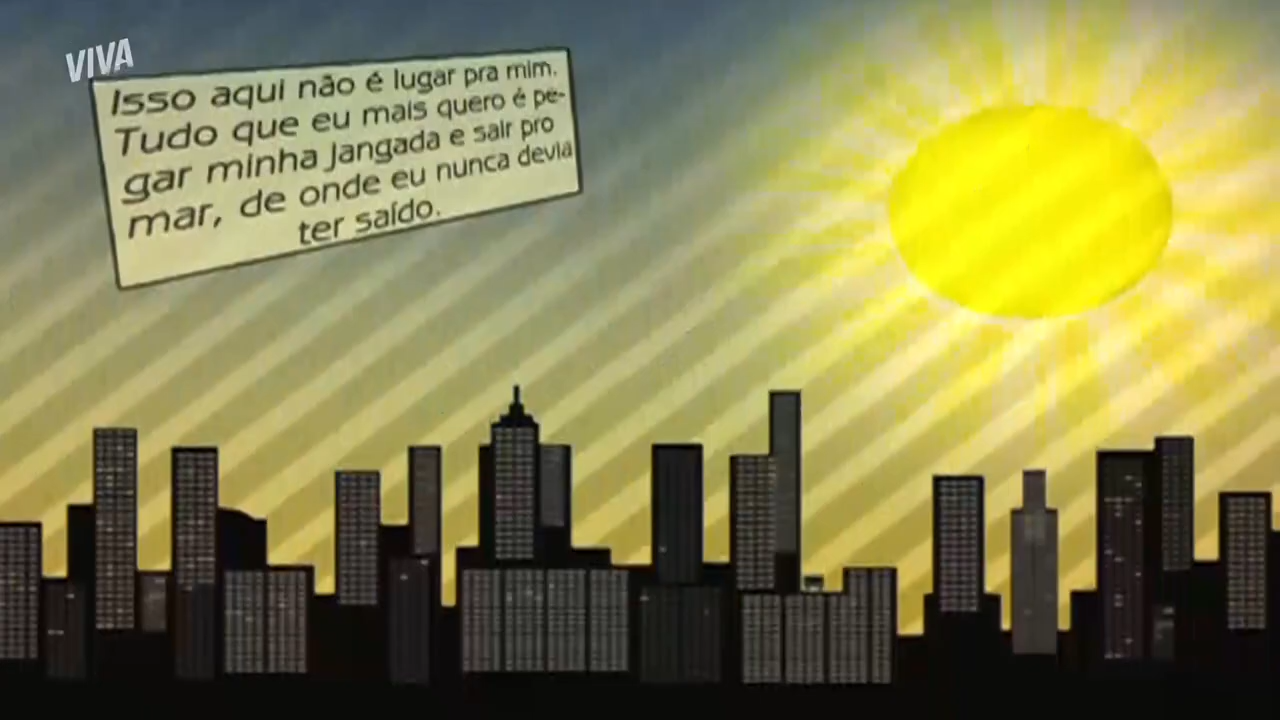 VIVA
Isso aqui não é lugar pra mim.
Tudo que eu mais quero é pe-
gar minha jangada e sair pro
mar, de onde eu nunca devia
ter saído.